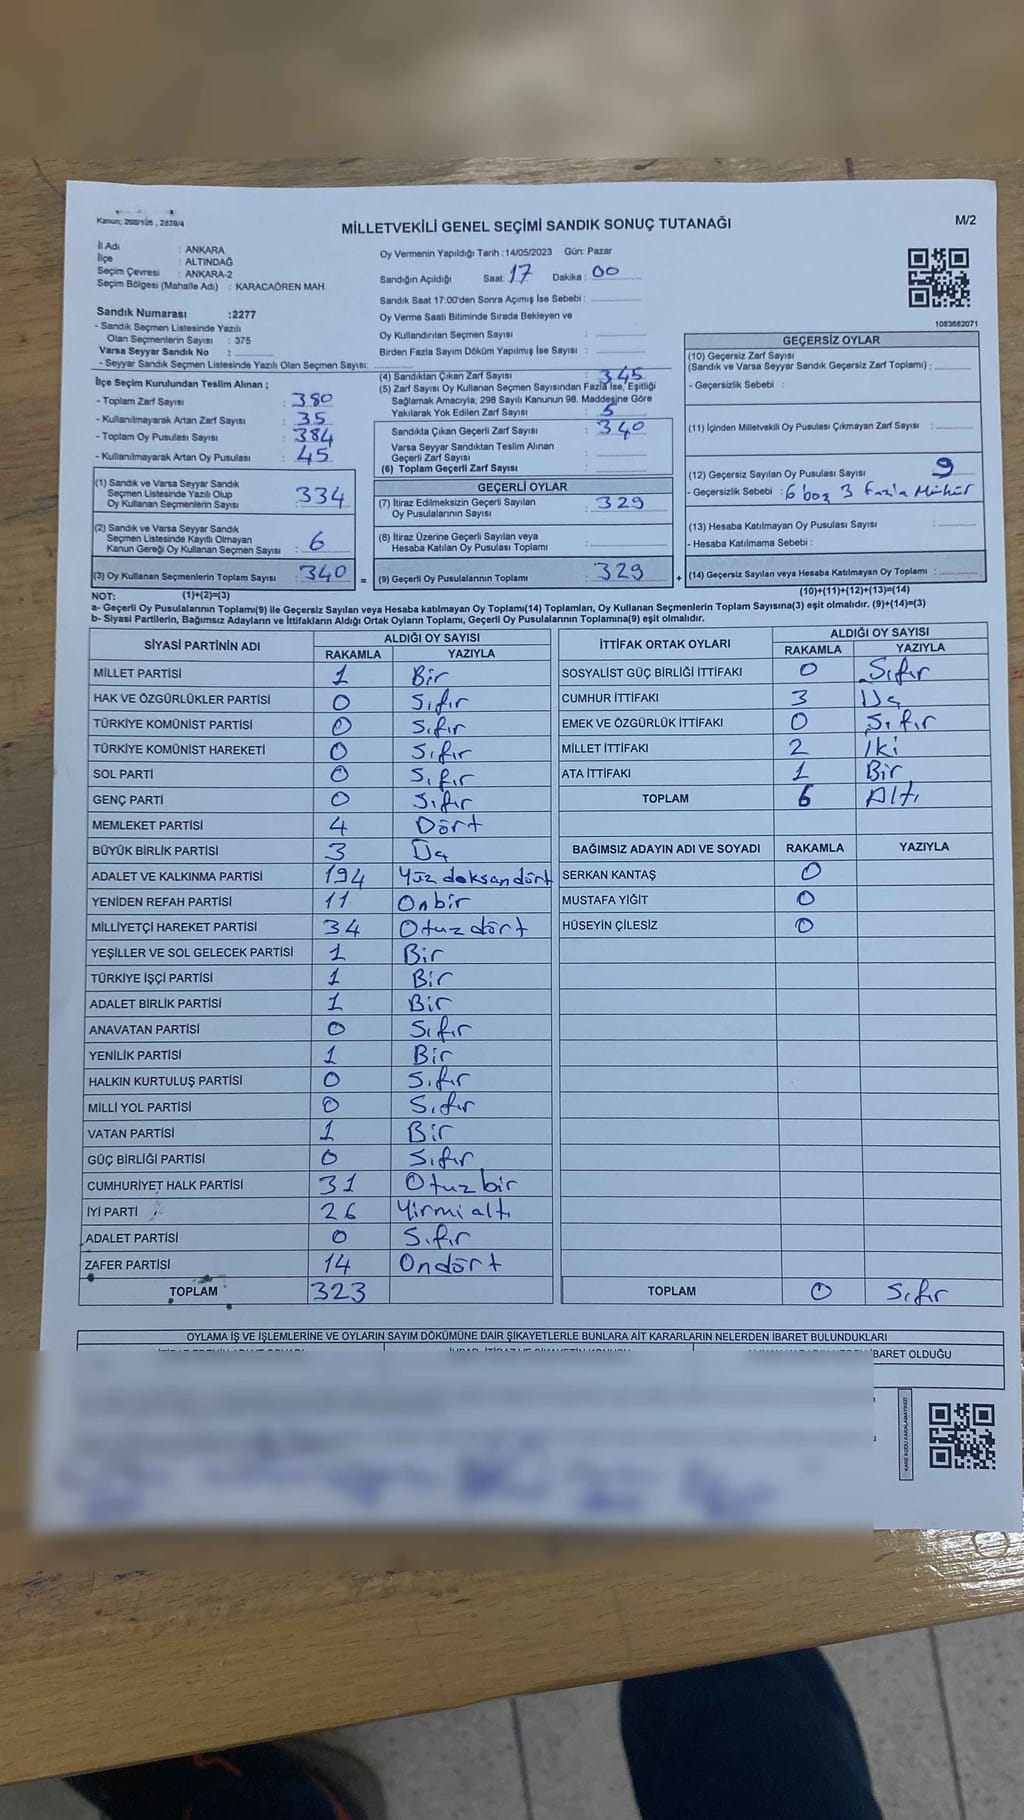 Kanun; 298/105 , 2839/4
MİLLETVEKİLİ GENEL SEÇİMİ SANDIK SONUÇ TUTANAĞI
M/2
İl Adı : ANKARA
İlçe : ALTINDAĞ
Seçim Çevresi : ANKARA-2
Seçim Bölgesi (Mahalle Adı) : KARACAÖREN MAH.
Oy Vermenin Yapıldığı Tarih :14/05/2023 Gün: Pazar
Sandığın Açıldığı Saat: 17 Dakika : 00
Sandık Saat 17:00'den Sonra Açımış İse Sebebi :
Oy Verme Saati Bitiminde Sırada Bekleyen ve
Oy Kullandırılan Seçmen Sayısı :
Birden Fazla Sayım Döküm Yapılmış İse Sayısı :
1083682071
Sandık Numarası :2277
- Sandık Seçmen Listesinde Yazılı
Olan Seçmenlerin Sayısı : 375
Varsa Seyyar Sandık No :
- Seyyar Sandık Seçmen Listesinde Yazılı Olan Seçmen Sayısı:
İlçe Seçim Kurulundan Teslim Alınan ;
- Toplam Zarf Sayısı : 380
- Kullanılmayarak Artan Zarf Sayısı : 35
- Toplam Oy Pusulası Sayısı : 384
- Kullanılmayarak Artan Oy Pusulası : 45
(1) Sandık ve Varsa Seyyar Sandık
Seçmen Listesinde Yazılı Olup
Oy Kullanan Seçmenlerin Sayısı : 334
(2) Sandık ve Varsa Seyyar Sandık
Seçmen Listesinde Kayıtlı Olmayan
Kanun Gereği Oy Kullanan Seçmen Sayısı : 6
(3) Oy Kullanan Seçmenlerin Toplam Sayısı : 340 =
(4) Sandıktan Çıkan Zarf Sayısı : 345
(5) Zarf Sayısı Oy Kullanan Seçmen Sayısından Fazla İse, Eşitliği
Sağlamak Amacıyla; 298 Sayılı Kanunun 98. Maddesine Göre
Yakılarak Yok Edilen Zarf Sayısı : 5
Sandıkta Çıkan Geçerli Zarf Sayısı : 340
Varsa Seyyar Sandıktan Teslim Alınan
Geçerli Zarf Sayısı :
(6) Toplam Geçerli Zarf Sayısı :
GEÇERLİ OYLAR
(7) İtiraz Edilmeksizin Geçerli Sayılan
Oy Pusulalarının Sayısı : 329
(8) İtiraz Üzerine Geçerli Sayılan veya
Hesaba Katılan Oy Pusulası Toplamı :
(9) Geçerli Oy Pusulalarının Toplamı : 329 +
GEÇERSİZ OYLAR
(10) Geçersiz Zarf Sayısı
(Sandık ve Varsa Seyyar Sandık Geçersiz Zarf Toplamı) :
- Geçersizlik Sebebi :
(11) İçinden Milletvekili Oy Pusulası Çıkmayan Zarf Sayısı :
(12) Geçersiz Sayılan Oy Pusulası Sayısı : 9
- Geçersizlik Sebebi : 6 boş 3 fazla Mühür
(13) Hesaba Katılmayan Oy Pusulası Sayısı :
- Hesaba Katılmama Sebebi :
(14) Geçersiz Sayılan veya Hesaba Katılmayan Oy Toplamı :
NOT: (1)+(2)=(3)
(10)+(11)+(12)+(13)=(14)
a- Geçerli Oy Pusulalarının Toplamı(9) ile Geçersiz Sayılan veya Hesaba katılmayan Oy Toplamı(14) Toplamları, Oy Kullanan Seçmenlerin Toplam Sayısına(3) eşit olmalıdır. (9)+(14)=(3)
b- Siyasi Partilerin, Bağımsız Adayların ve İttifakların Aldığı Ortak Oyların Toplamı, Geçerli Oy Pusulalarının Toplamına(9) eşit olmalıdır.
SİYASİ PARTİNİN ADI
ALDIĞI OY SAYISI
RAKAMLA YAZIYLA
MİLLET PARTİSİ 1 Bir
HAK VE ÖZGÜRLÜKLER PARTİSİ 0 Sıfır
TÜRKİYE KOMÜNİST PARTİSİ 0 Sıfır
TÜRKİYE KOMÜNİST HAREKETİ 0 Sıfır
SOL PARTİ 0 Sıfır
GENÇ PARTİ 0 Sıfır
MEMLEKET PARTİSİ 4 Dört
BÜYÜK BİRLİK PARTİSİ 3 Üç
ADALET VE KALKINMA PARTİSİ 194 Yüz doksan dört
YENİDEN REFAH PARTİSİ 11 Onbir
MİLLİYETÇİ HAREKET PARTİSİ 34 Otuz dört
YEŞİLLER VE SOL GELECEK PARTİSİ 1 Bir
TÜRKİYE İŞÇİ PARTİSİ 1 Bir
ADALET BİRLİK PARTİSİ 1 Bir
ANAVATAN PARTİSİ 0 Sıfır
YENİLİK PARTİSİ 1 Bir
HALKIN KURTULUŞ PARTİSİ 0 Sıfır
MİLLİ YOL PARTİSİ 0 Sıfır
VATAN PARTİSİ 1 Bir
GÜÇ BİRLİĞİ PARTİSİ 0 Sıfır
CUMHURİYET HALK PARTİSİ 31 Otuz bir
İYİ PARTİ 26 Yirmi altı
ADALET PARTİSİ 0 Sıfır
ZAFER PARTİSİ 14 Ondört
TOPLAM 323
İTTİFAK ORTAK OYLARI
ALDIĞI OY SAYISI
RAKAMLA YAZIYLA
SOSYALİST GÜÇ BİRLİĞİ İTTİFAKI 0 Sıfır
CUMHUR İTTİFAKI 3 Üç
EMEK VE ÖZGÜRLÜK İTTİFAKI 0 Sıfır
MİLLET İTTİFAKI 2 İki
ATA İTTİFAKI 1 Bir
TOPLAM 6 Altı
BAĞIMSIZ ADAYIN ADI VE SOYADI RAKAMLA YAZIYLA
SERKAN KANTAŞ 0
MUSTAFA YİĞİT 0
HÜSEYİN ÇİLESİZ 0
TOPLAM 0 Sıfır
OYLAMA İŞ VE İŞLEMLERİNE VE OYLARIN SAYIM DÖKÜMÜNE DAİR ŞİKAYETLERLE BUNLARA AİT KARARLARIN NELERDEN İBARET BULUNDUKLARI
İBARET OLDUĞU
KARE KODU KARALAMAYINIZ!